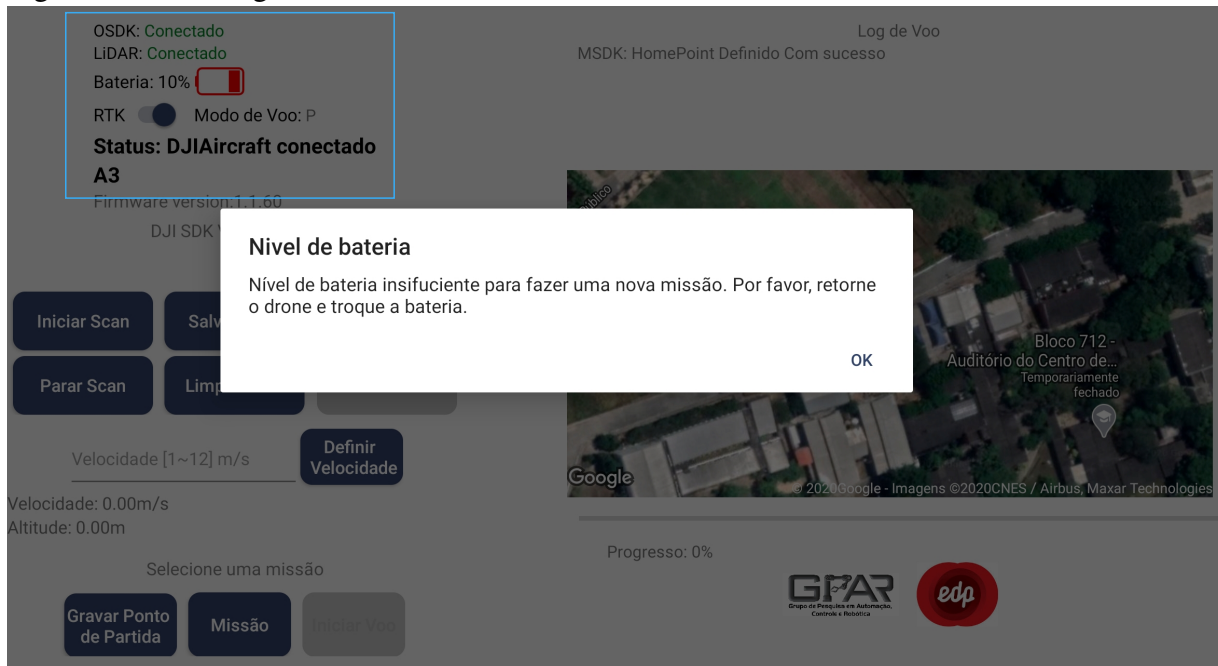 OSDK: Conectado
LiDAR: Conectado
Bateria: 10%
RTK Modo de Voo: P
Status: DJIAircraft conectado
A3
Firmware version:1.1.60
DJI SDK
Iniciar Scan
Parar Scan
Velocidade [1~12] m/s
Definir
Velocidade
Velocidade: 0.00m/s
Altitude: 0.00m
Selecione uma missão
Gravar Ponto
de Partida
Missão
Iniciar Voo
Nivel de bateria
Nível de bateria insifuciente para fazer uma nova missão. Por favor, retorne
o drone e troque a bateria.
OK
Log de Voo
MSDK: HomePoint Definido Com sucesso
Bloco 712 -
Auditório do Centro de...
Temporariamente
fechado
Google
© 2020Google - Imagens ©2020CNES / Airbus, Maxar Technologies
Progresso: 0%
GPAR
Grupo de Pesquisa em Automação,
Controle e Robótica
edp